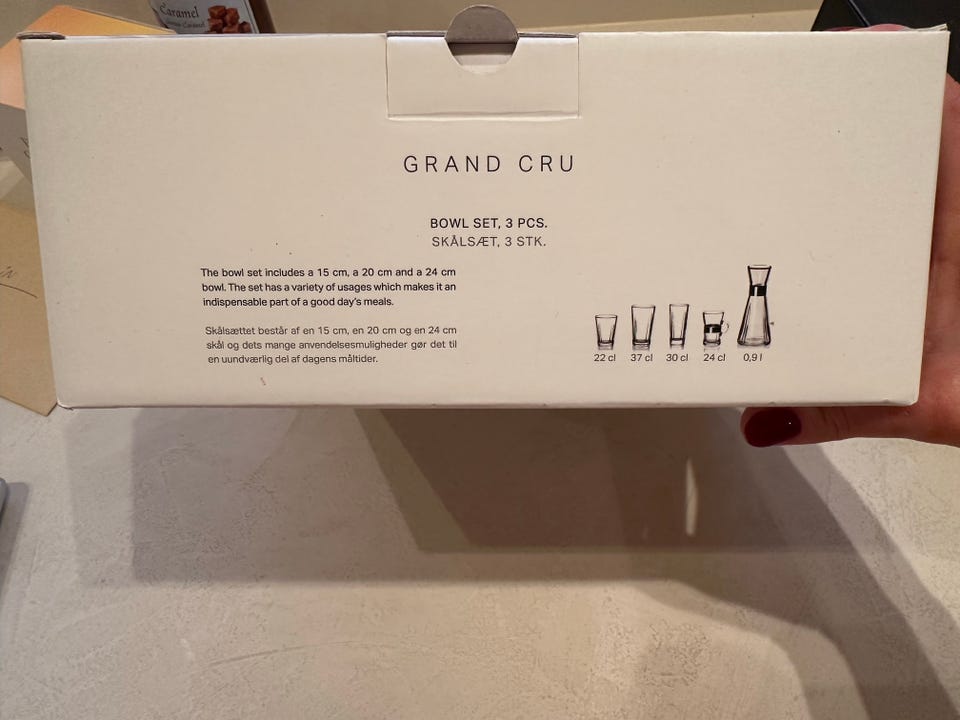 Caramel
GRAND CRU
BOWL SET, 3 PCS.
SKÅLSÆT, 3 STK.
The bowl set includes a 15 cm, a 20 cm and a 24 cm
bowl. The set has a variety of usages which makes it an
indispensable part of a good day's meals.
Skålsættet består af en 15 cm, en 20 cm og en 24 cm
skål og dets mange anvendelsesmuligheder gør det til
en uundværlig del af dagens måltider.
22 cl 37 cl 30 cl 24 cl 0,9 l